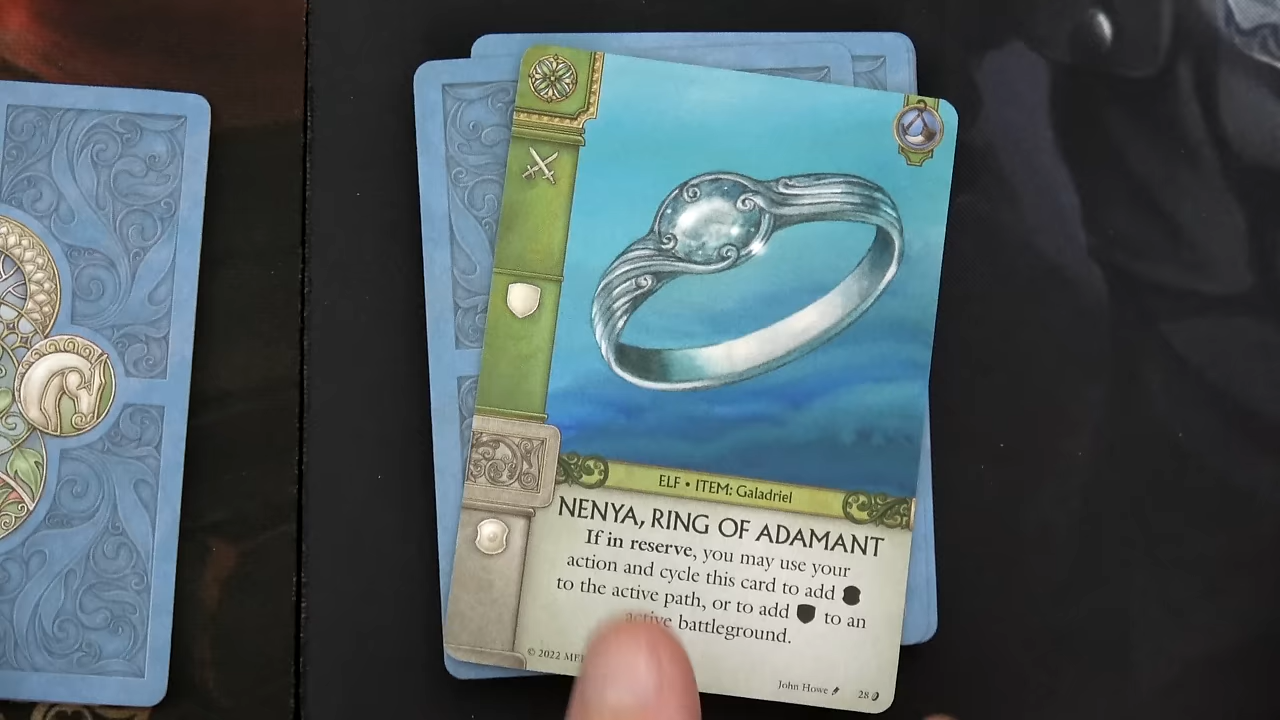 ELF • ITEM: Galadriel
NENYA, RING OF ADAMANT
If in reserve, you may use your
action and cycle this card to add
to the active path, or to add to an
active battleground.
© 2022
John Howe 28